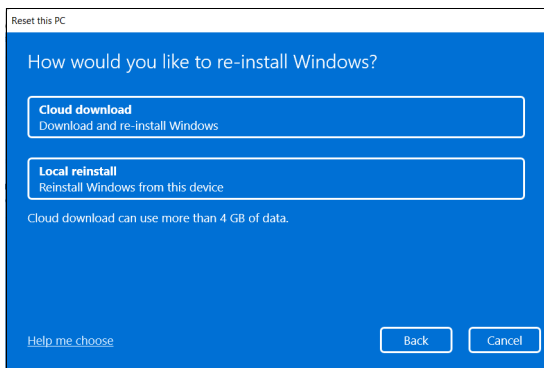 Reset this PC
How would you like to re-install Windows?
Cloud download
Download and re-install Windows
Local reinstall
Reinstall Windows from this device
Cloud download can use more than 4 GB of data.
Help me choose
Back
Cancel